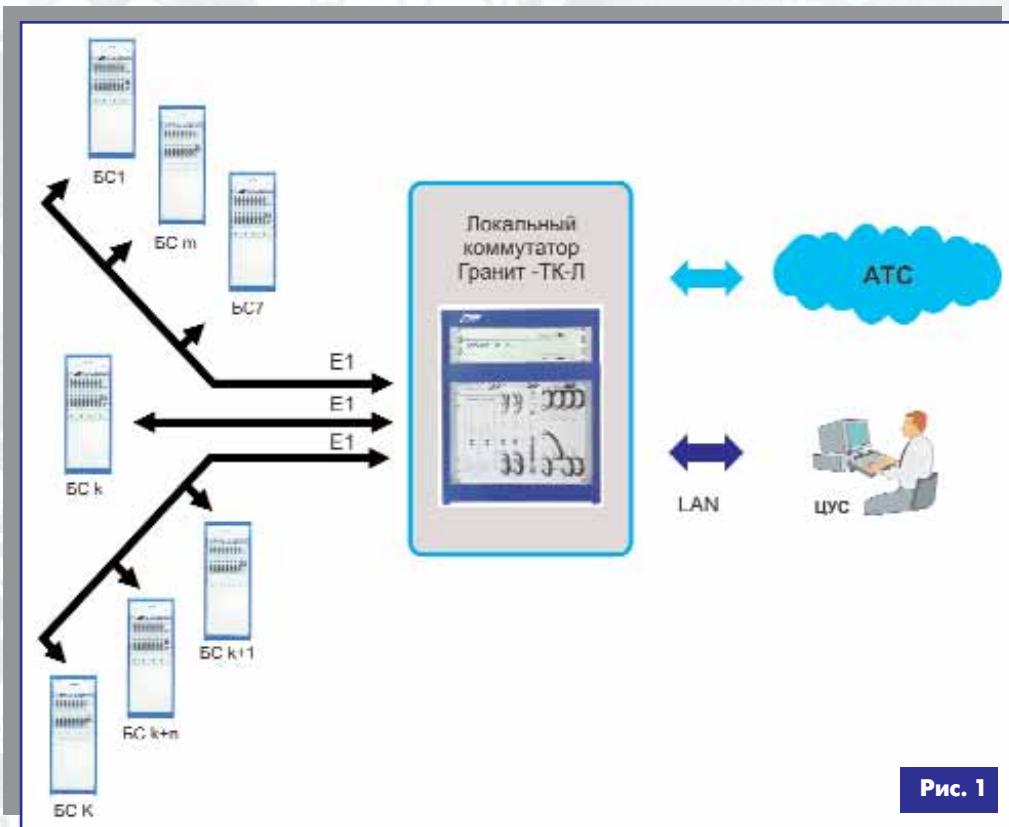 БС1
БС m
БС7
БС k
E1
E1
E1
БС k+1
БС k+n
БС K
Локальный
коммутатор
Гранит -ТК-Л
АТС
LAN
ЦУС
Рис. 1